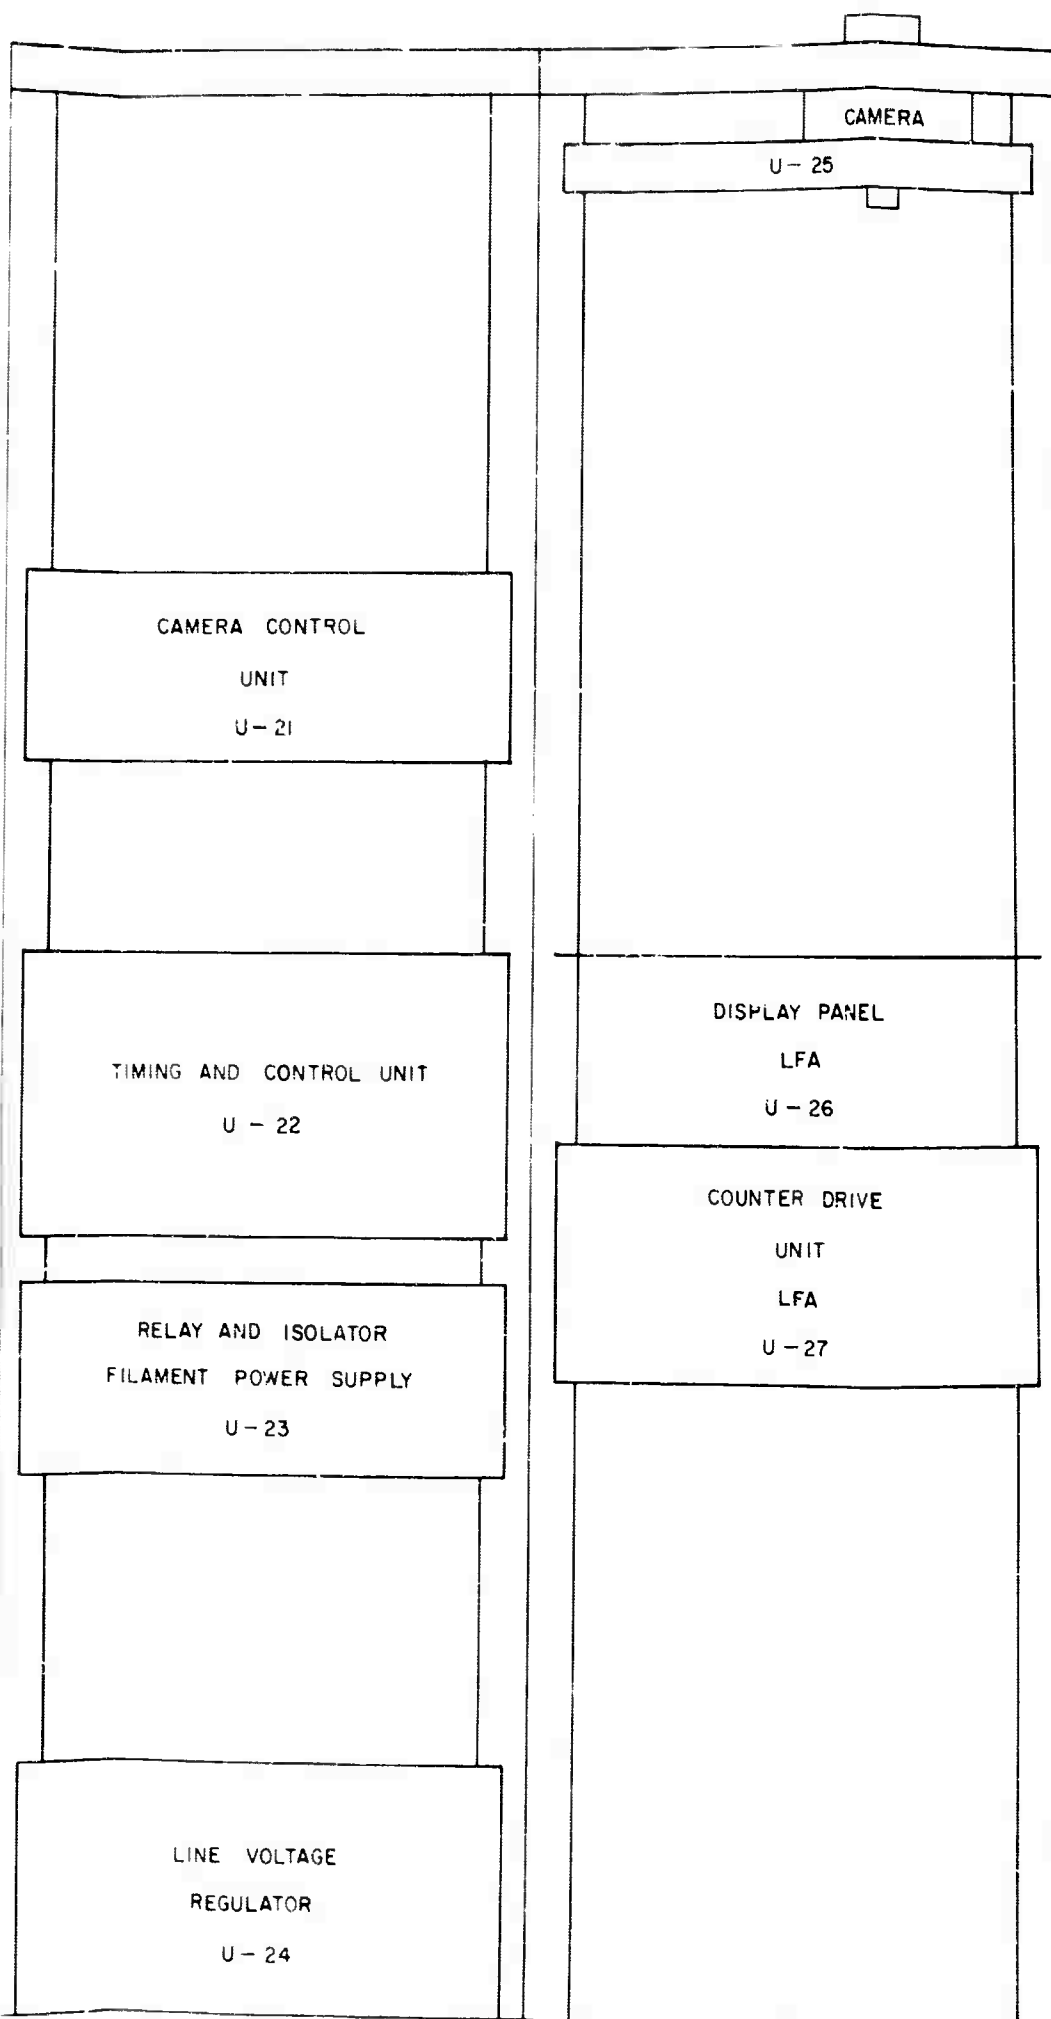 CAMERA CONTROL
UNIT
U-21
TIMING AND CONTROL UNIT
U-22
RELAY AND ISOLATOR
FILAMENT POWER SUPPLY
U-23
LINE VOLTAGE
REGULATOR
U-24
CAMERA
U-25
DISPLAY PANEL
LFA
U-26
COUNTER DRIVE
UNIT
LFA
U-27